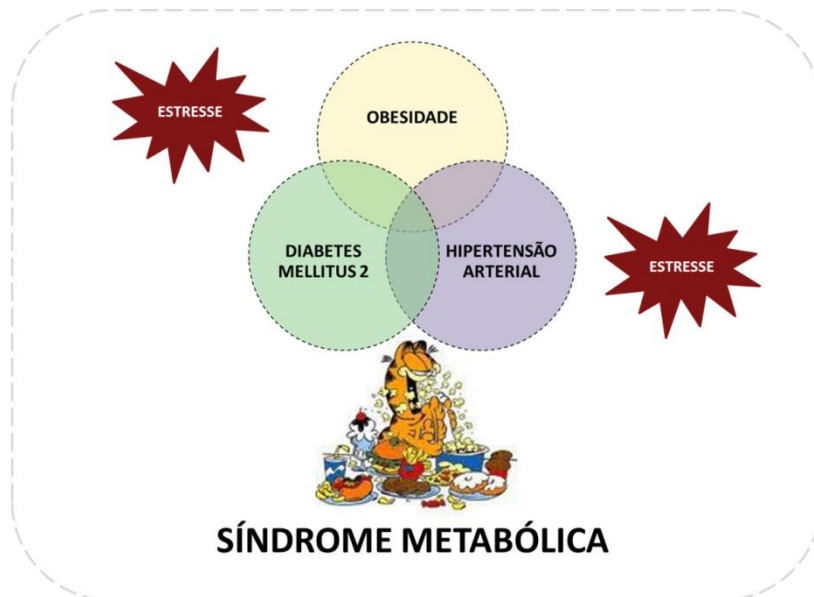 ESTRESSE
OBESIDADE
DIABETES
MELLITUS 2
HIPERTENSÃO
ARTERIAL
ESTRESSE
SÍNDROME METABÓLICA